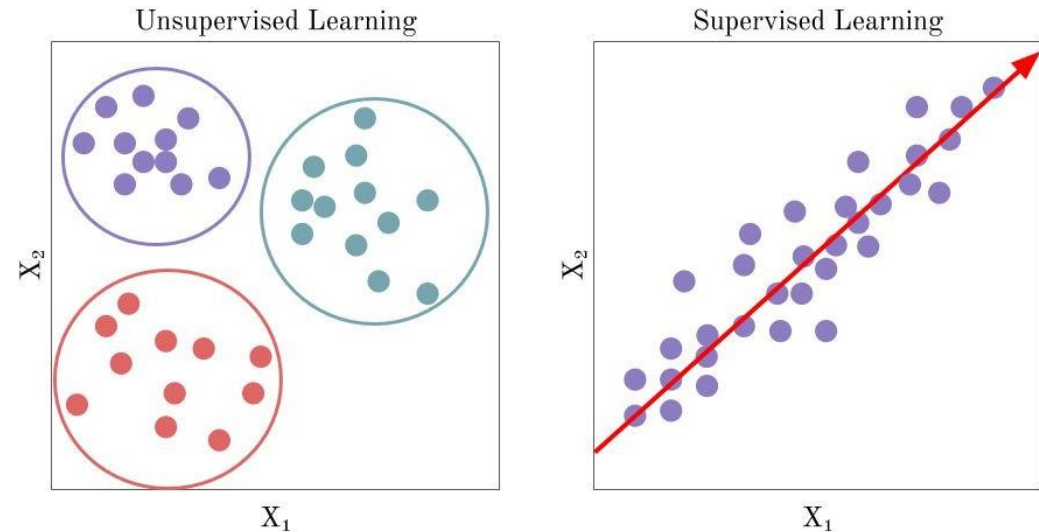 Unsupervised Learning
X₂
X₁
Supervised Learning
X₂
X₁